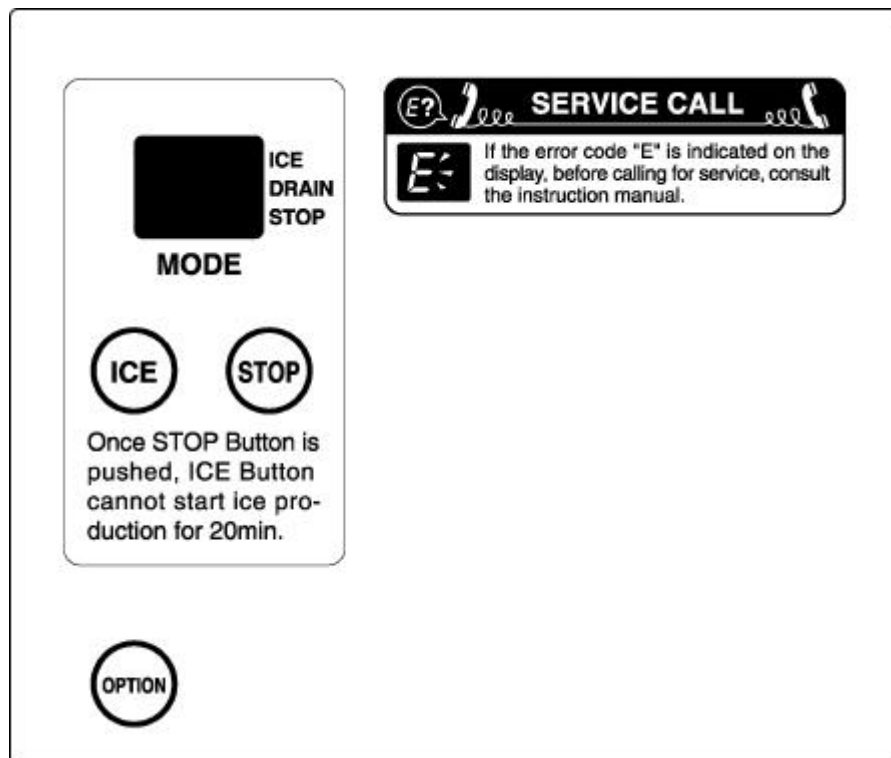 ICE
DRAIN
STOP
MODE
ICE STOP
Once STOP Button is
pushed, ICE Button
cannot start ice pro-
duction for 20min.
OPTION
E? SERVICE CALL
E
If the error code "E" is indicated on the
display, before calling for service, consult
the instruction manual.